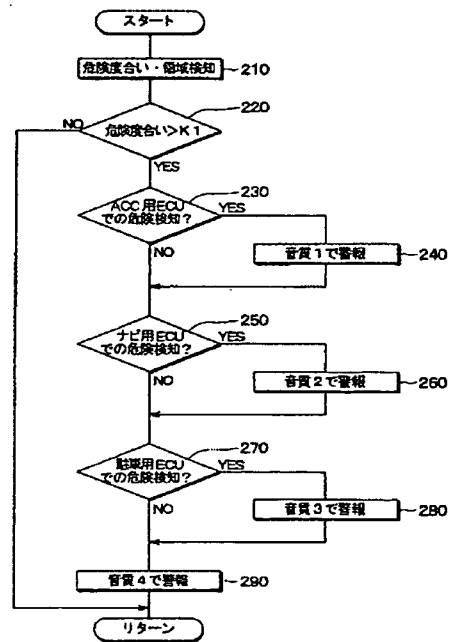 スタート
危険度合い・領域検知
210
220
NO
危険度合い>K1
YES
230
ACC用ECU
での危険検知?
YES
NO
音質1で警報
240
250
ナビ用ECU
での危険検知?
YES
NO
音質2で警報
260
270
駐車用ECU
での危険検知?
YES
NO
音質3で警報
280
音質4で警報
290
リターン